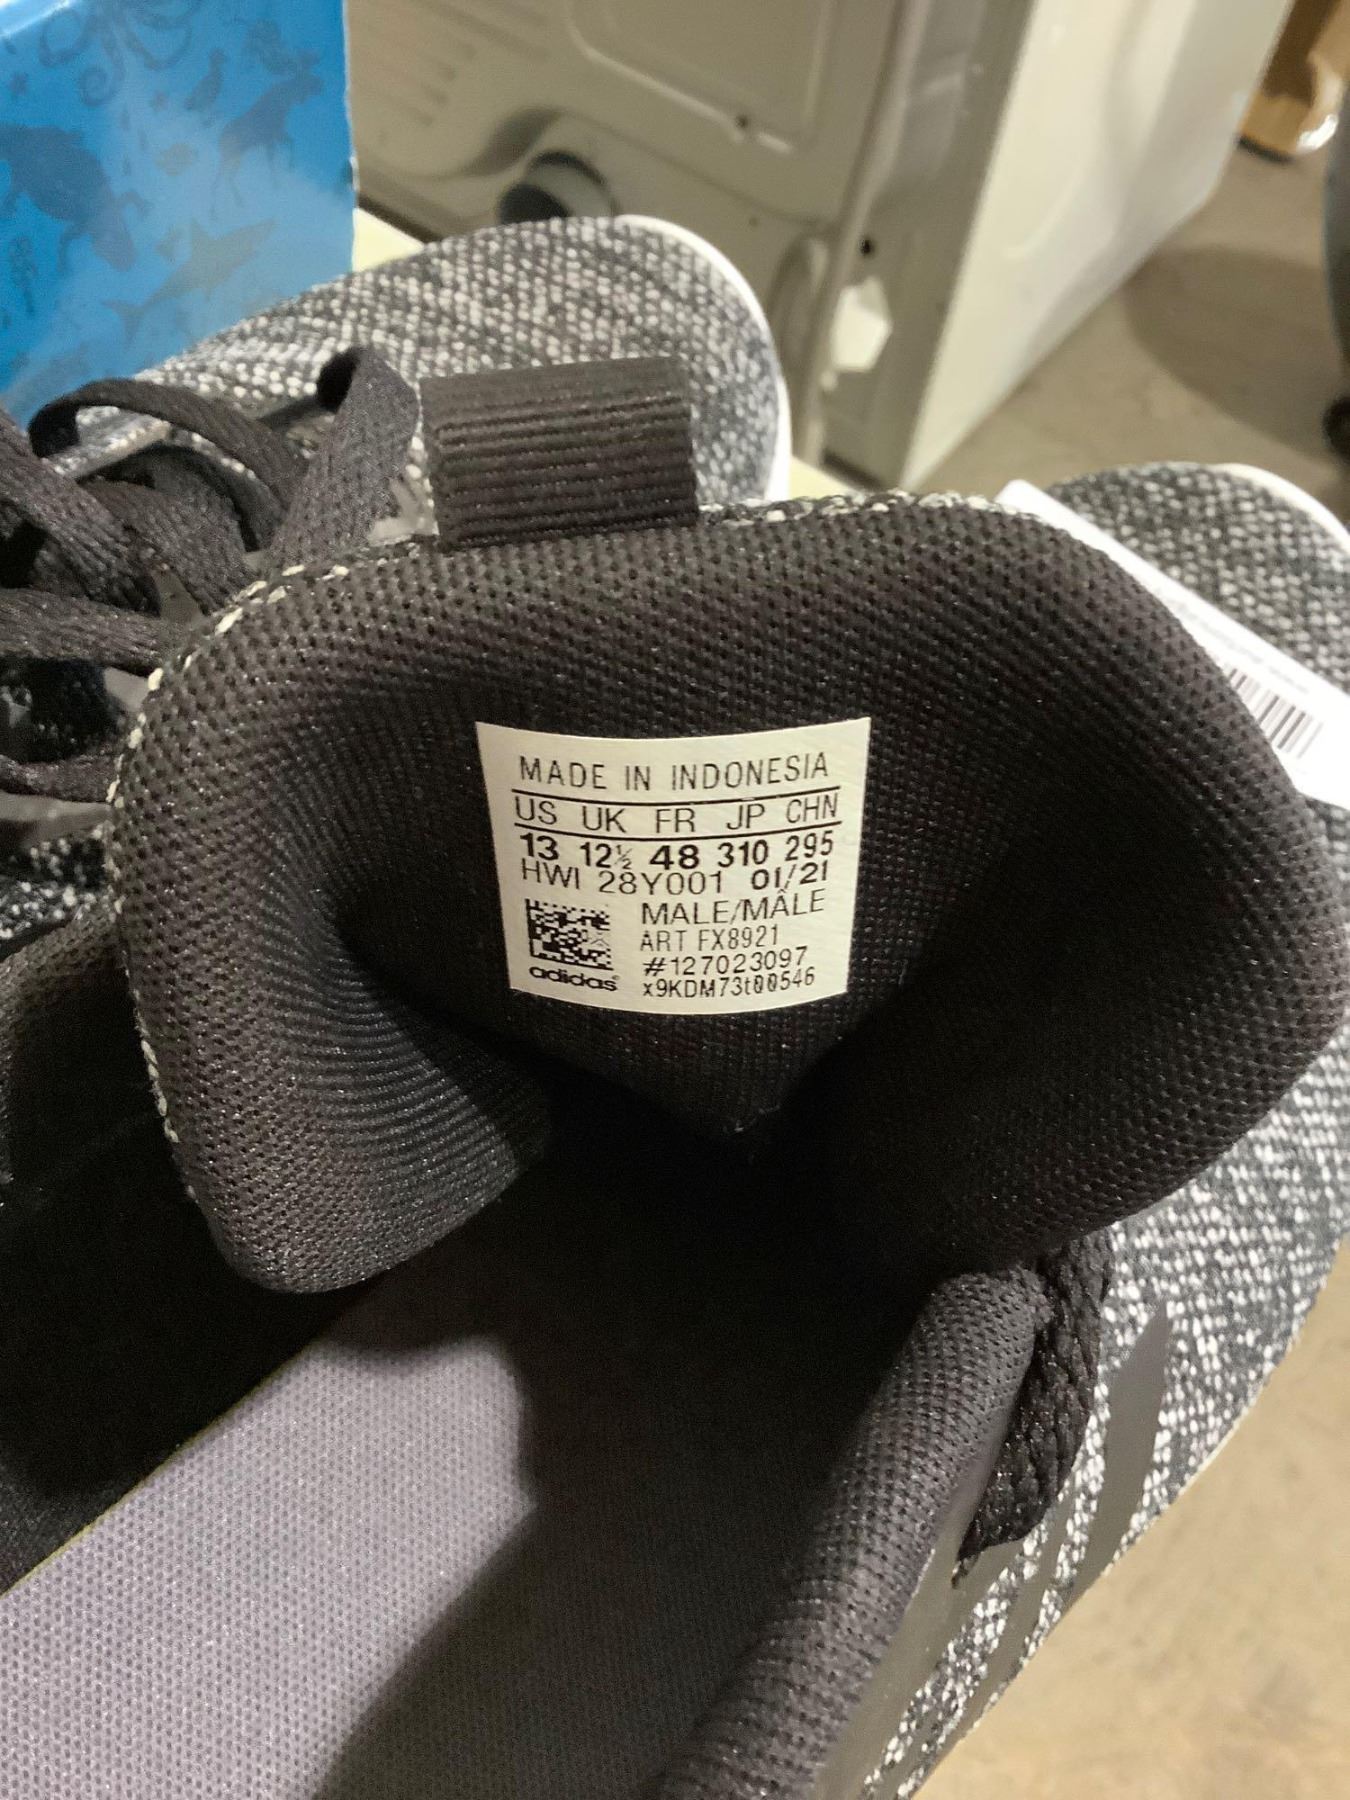 MADE IN INDONESIA
US UK FR JP CHN
13 12½ 48 310 295
HWI 28Y001 01/21
MALE/MÂLE
ART FX8921
#127023097
adidas® x9KDM73t00546